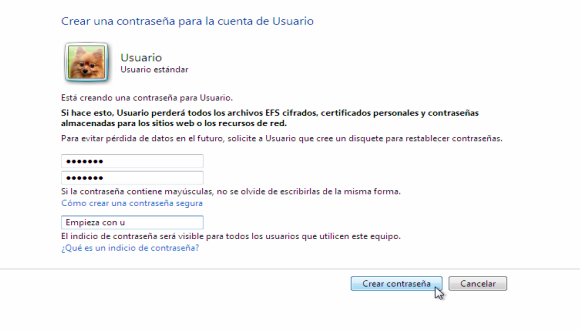 Crear una contraseña para la cuenta de Usuario
Usuario
Usuario estándar
Está creando una contraseña para Usuario.
Si hace esto, Usuario perderá todos los archivos EFS cifrados, certificados personales y contraseñas
almacenadas para los sitios web o los recursos de red.
Para evitar pérdida de datos en el futuro, solicite a Usuario que cree un disquete para restablecer contraseñas.
●●●●●●●
●●●●●●●
Si la contraseña contiene mayúsculas, no se olvide de escribirlas de la misma forma.
Cómo crear una contraseña segura
Empieza con u
El indicio de contraseña será visible para todos los usuarios que utilicen este equipo.
¿Qué es un indicio de contraseña?
Crear contraseña Cancelar